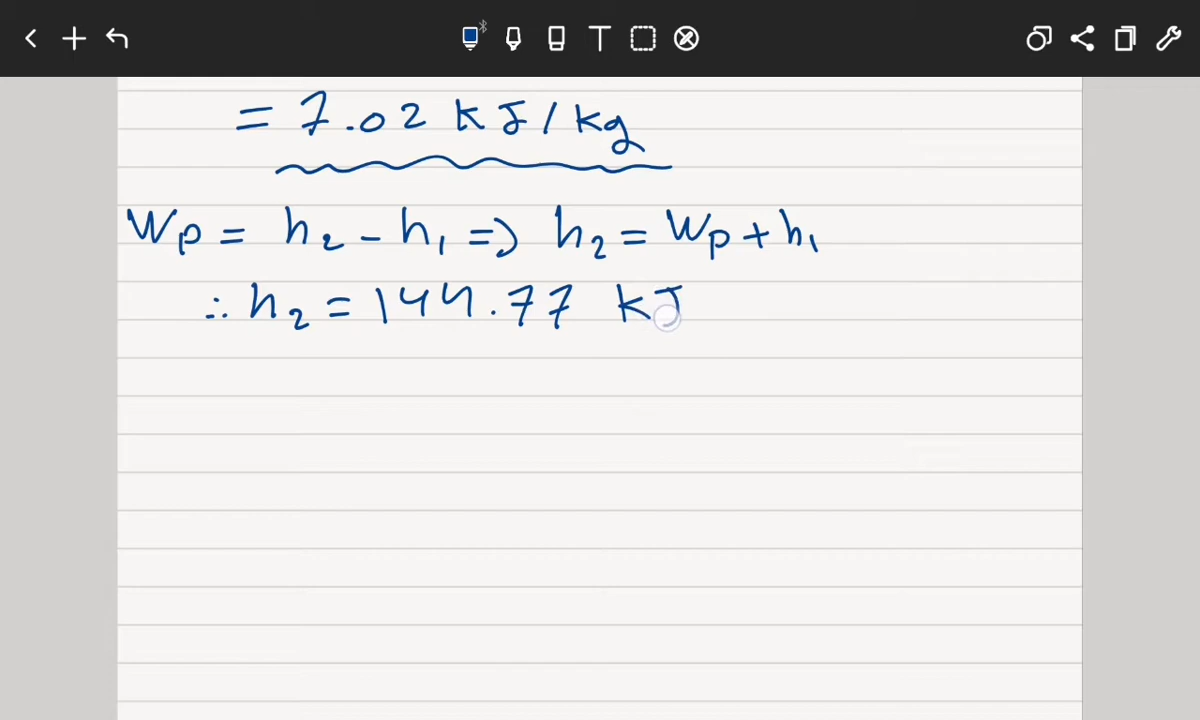 = 7.02 kJ/kg
Wp = h₂ - h₁ => h₂ = Wp + h₁
∴ h₂ = 144.77 kJ